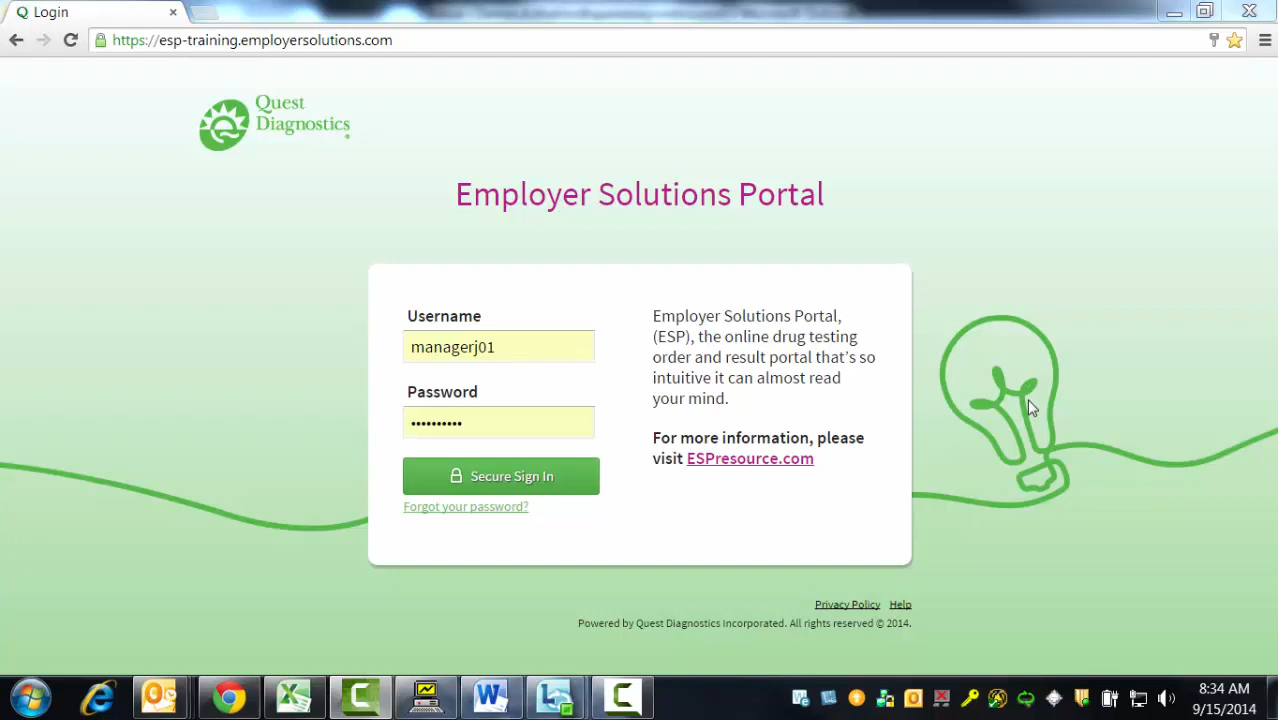 Login
https://esp-training.employersolutions.com
Quest
Diagnostics
Employer Solutions Portal
Username
managerj01
Password
••••••••••
Secure Sign In
Forgot your password?
Employer Solutions Portal,
(ESP), the online drug testing
order and result portal that's so
intuitive it can almost read
your mind.
For more information, please
visit ESPresource.com
Privacy Policy Help
Powered by Quest Diagnostics Incorporated. All rights reserved © 2014.
8:34 AM
9/15/2014